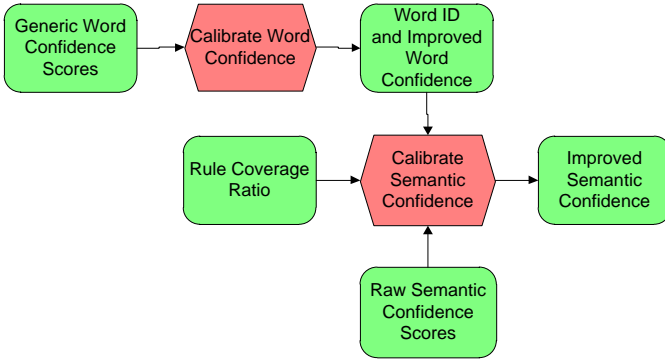 Generic Word
Confidence
Scores
Calibrate Word
Confidence
Word ID
and Improved
Word
Confidence
Rule Coverage
Ratio
Calibrate
Semantic
Confidence
Improved
Semantic
Confidence
Raw Semantic
Confidence
Scores